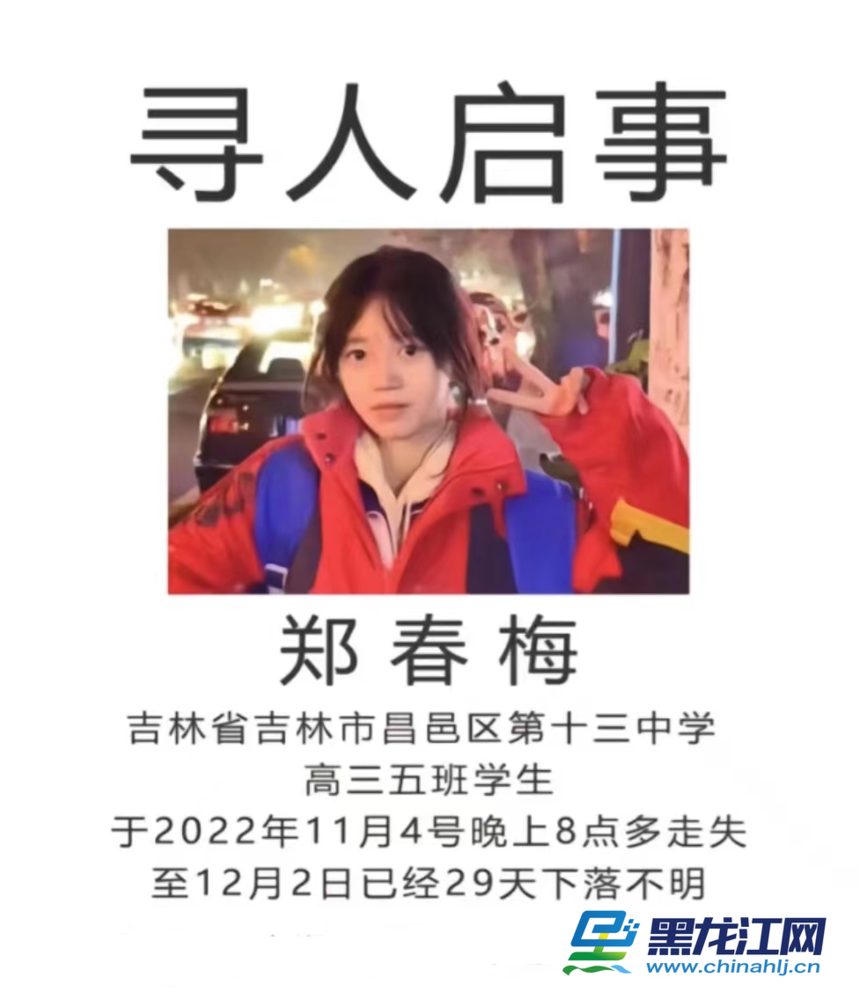 寻人启事
郑春梅
吉林省吉林市昌邑区第十三中学
高三五班学生
于2022年11月4号晚上8点多走失
至12月2日已经29天下落不明
黑龙江网
www.chinahlj.cn